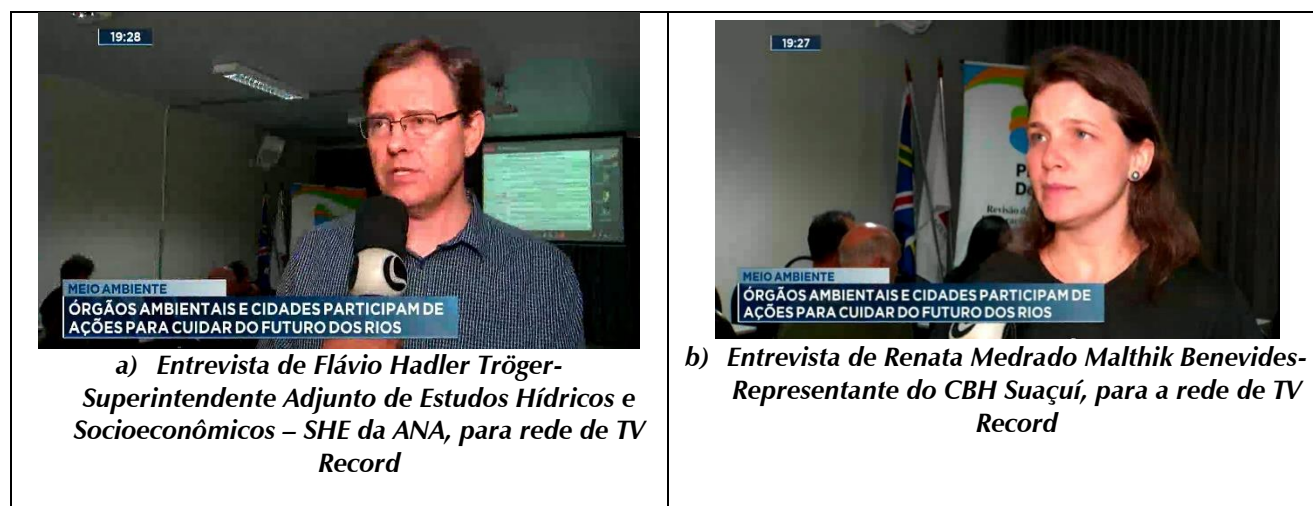 19:28
MEIO AMBIENTE
ÓRGÃOS AMBIENTAIS E CIDADES PARTICIPAM DE
AÇÕES PARA CUIDAR DO FUTURO DOS RIOS
a) Entrevista de Flávio Hadler Tröger-
Superintendente Adjunto de Estudos Hídricos e
Socioeconômicos – SHE da ANA, para rede de TV
Record
19:27
P
D
Revisão d
MEIO AMBIENTE
ÓRGÃOS AMBIENTAIS E CIDADES PARTICIPAM DE
AÇÕES PARA CUIDAR DO FUTURO DOS RIOS
b) Entrevista de Renata Medrado Malthik Benevides-
Representante do CBH Suaçuí, para a rede de TV
Record